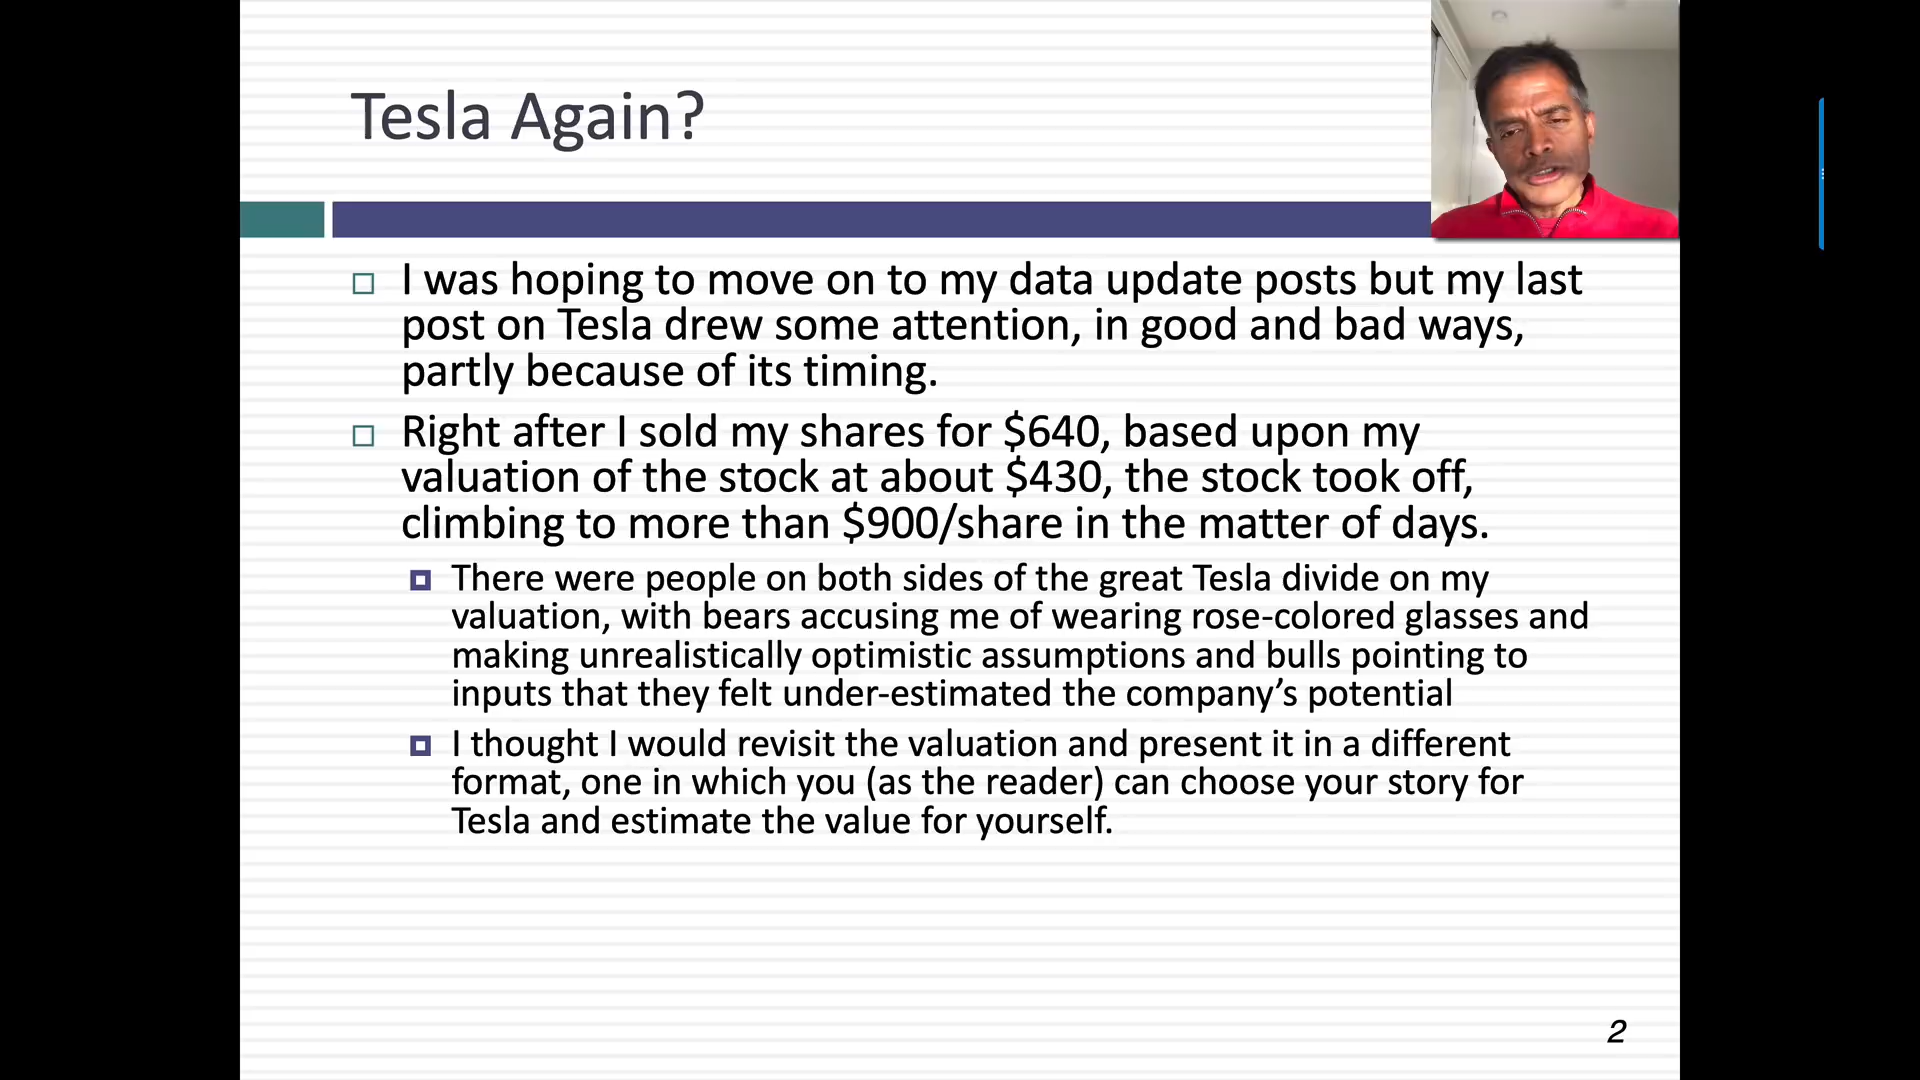 Tesla Again?
I was hoping to move on to my data update posts but my last
post on Tesla drew some attention, in good and bad ways,
partly because of its timing.
Right after I sold my shares for $640, based upon my
valuation of the stock at about $430, the stock took off,
climbing to more than $900/share in the matter of days.
There were people on both sides of the great Tesla divide on my
valuation, with bears accusing me of wearing rose-colored glasses and
making unrealistically optimistic assumptions and bulls pointing to
inputs that they felt under-estimated the company’s potential
I thought I would revisit the valuation and present it in a different
format, one in which you (as the reader) can choose your story for
Tesla and estimate the value for yourself.
2